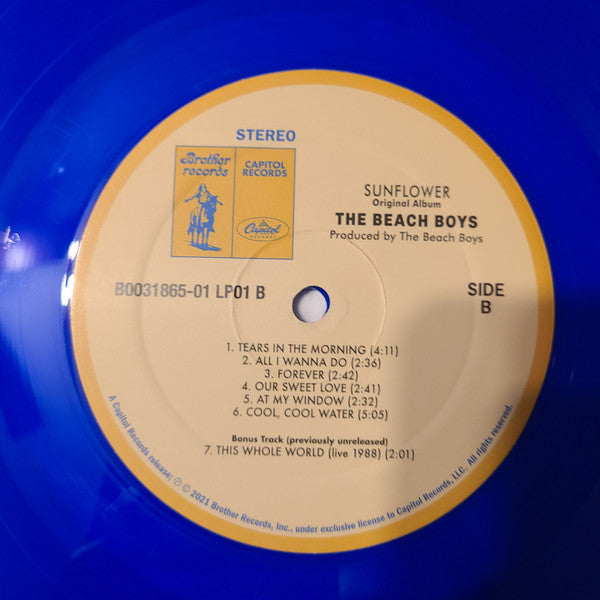 STEREO
Brother
records
CAPITOL
RECORDS
Capitol
RECORDS
SUNFLOWER
Original Album
THE BEACH BOYS
Produced by The Beach Boys
B0031865-01 LP01 B
SIDE
B
1. TEARS IN THE MORNING (4:11)
2. ALL I WANNA DO (2:36)
3. FOREVER (2:42)
4. OUR SWEET LOVE (2:41)
5. AT MY WINDOW (2:32)
6. COOL, COOL WATER (5:05)
Bonus Track (previously unreleased)
7. THIS WHOLE WORLD (live 1988) (2:01)
A Capitol Records release; ℗ © 2021 Brother Records, Inc., under exclusive license to Capitol Records, LLC. All rights reserved.